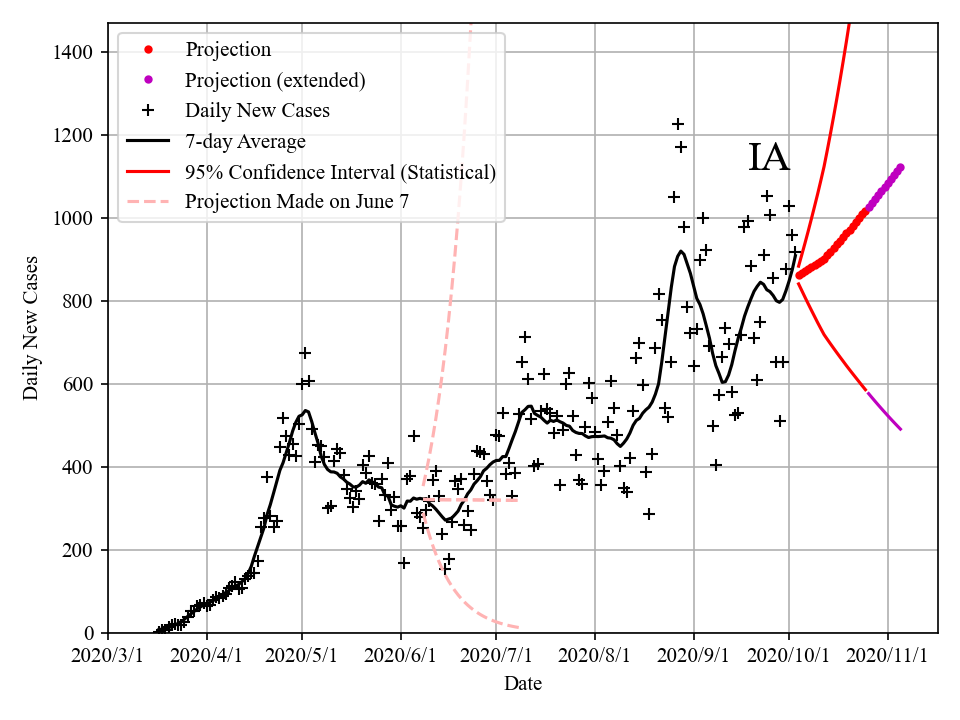 1400
1200
1000
800
600
400
200
0
Daily New Cases
Projection
Projection (extended)
Daily New Cases
7-day Average
95% Confidence Interval (Statistical)
Projection Made on June 7
IA
2020/3/1 2020/4/1 2020/5/1 2020/6/1 2020/7/1 2020/8/1 2020/9/1 2020/10/1 2020/11/1
Date